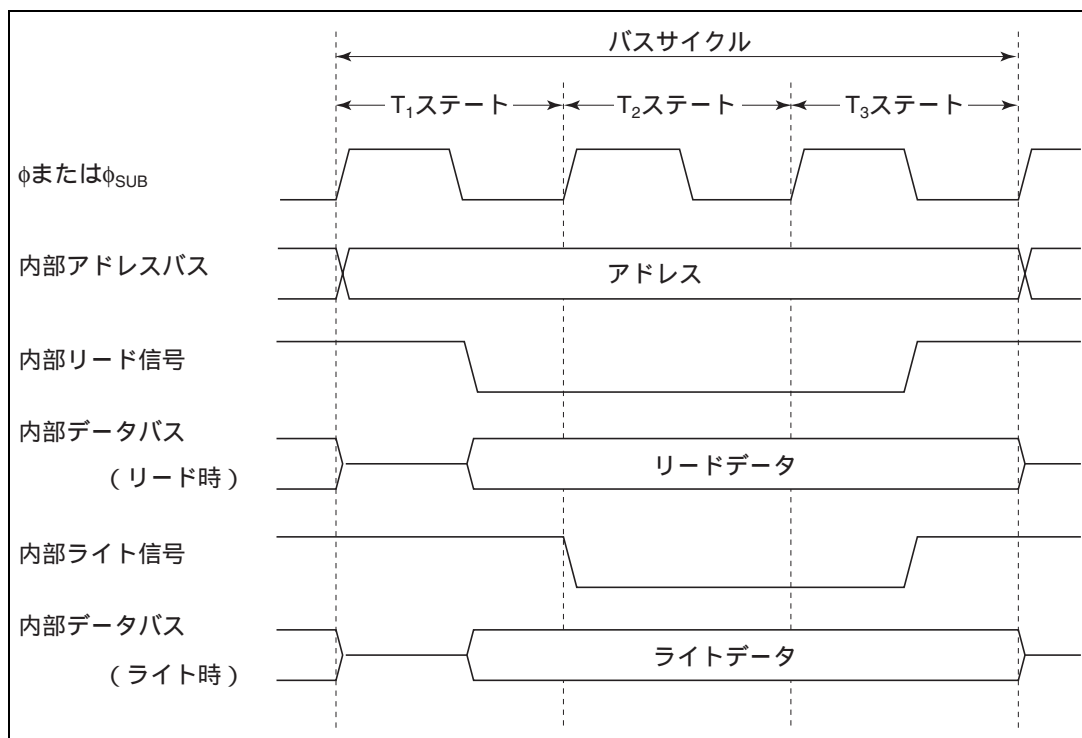 バスサイクル
T₁ステート T₂ステート T₃ステート
φまたはφSUB
内部アドレスバス
アドレス
内部リード信号
内部データバス
(リード時)
リードデータ
内部ライト信号
内部データバス
(ライト時)
ライトデータ